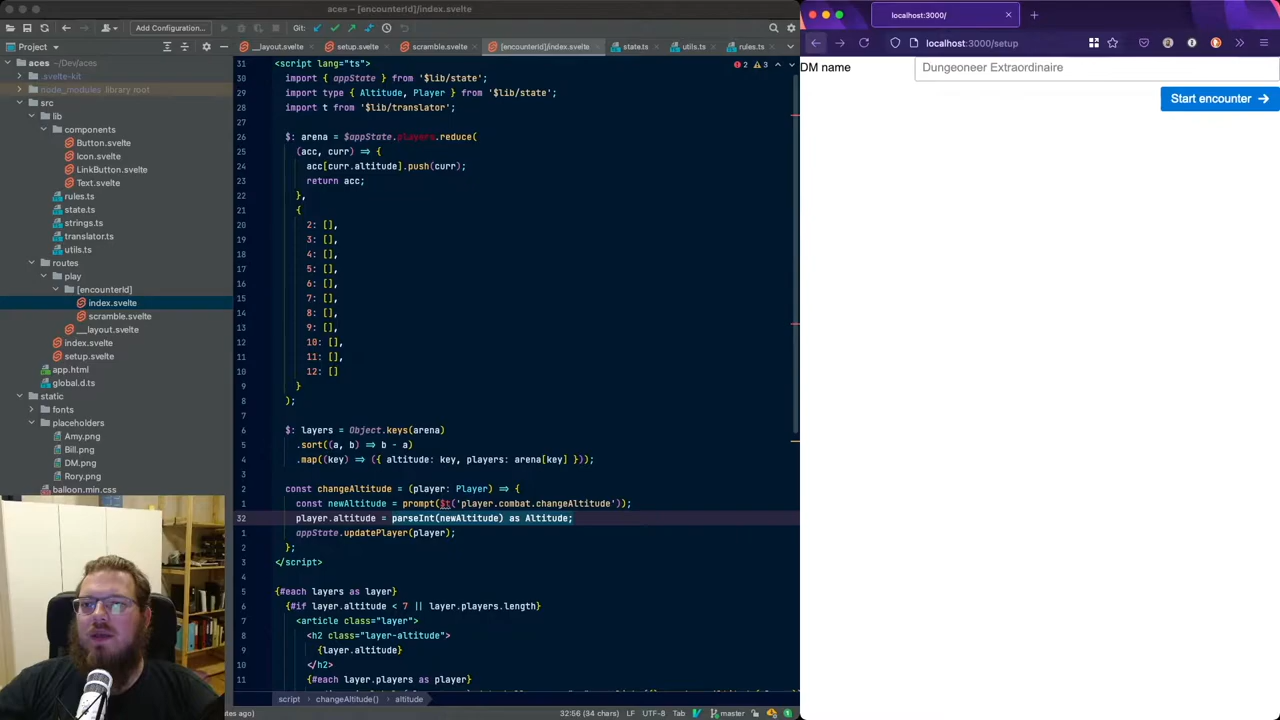 aces – [encounterId]/index.svelte
Add Configuration...
Git:
Project
__layout.svelte
setup.svelte
scramble.svelte
[encounterId]/index.svelte
state.ts
utils.ts
rules.ts
aces ~/Dev/aces
.svelte-kit
node_modules library root
src
lib
components
Button.svelte
Icon.svelte
LinkButton.svelte
Text.svelte
rules.ts
state.ts
strings.ts
translator.ts
utils.ts
routes
play
[encounterId]
index.svelte
scramble.svelte
__layout.svelte
index.svelte
setup.svelte
app.html
global.d.ts
static
fonts
placeholders
Amy.png
Bill.png
DM.png
Rory.png
balloon.min.css
31 <script lang="ts">
30 import { appState } from '$lib/state';
29 import type { Altitude, Player } from '$lib/state';
28 import t from '$lib/translator';
27
26 $: arena = $appState.players.reduce(
25 (acc, curr) => {
24 acc[curr.altitude].push(curr);
23 return acc;
22 },
21 {
20 2: [],
19 3: [],
18 4: [],
17 5: [],
16 6: [],
15 7: [],
14 8: [],
13 9: [],
12 10: [],
11 11: [],
10 12: []
9 }
8 );
7
6 $: layers = Object.keys(arena)
5 .sort((a, b) => b - a)
4 .map((key) => ({ altitude: key, players: arena[key] }));
3
2 const changeAltitude = (player: Player) => {
1 const newAltitude = prompt($t('player.combat.changeAltitude'));
32 player.altitude = parseInt(newAltitude) as Altitude;
1 appState.updatePlayer(player);
2 };
3 </script>
4
5 {#each layers as layer}
6 {#if layer.altitude < 7 || layer.players.length}
7 <article class="layer">
8 <h2 class="layer-altitude">
9 {layer.altitude}
10 </h2>
11 {#each layer.players as player}
2 3
script changeAltitude() altitude
tes ago)
32:56 (34 chars) LF UTF-8 Tab master
localhost:3000/
localhost:3000/setup
DM name
Dungeoneer Extraordinaire
Start encounter